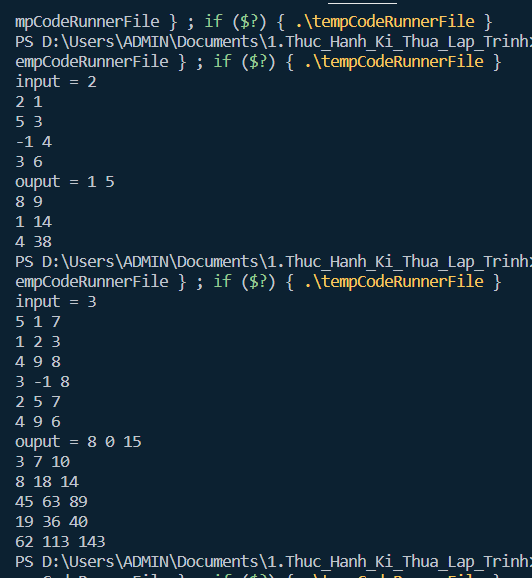 mpCodeRunnerFile } ; if ($?) { .\tempCodeRunnerFile }
PS D:\Users\ADMIN\Documents\1.Thuc_Hanh_Ki_Thua_Lap_Trinh>
empCodeRunnerFile } ; if ($?) { .\tempCodeRunnerFile }
input = 2
2 1
5 3
-1 4
3 6
ouput = 1 5
8 9
1 14
4 38
PS D:\Users\ADMIN\Documents\1.Thuc_Hanh_Ki_Thua_Lap_Trinh>
empCodeRunnerFile } ; if ($?) { .\tempCodeRunnerFile }
input = 3
5 1 7
1 2 3
4 9 8
3 -1 8
2 5 7
4 9 6
ouput = 8 0 15
3 7 10
8 18 14
45 63 89
19 36 40
62 113 143
PS D:\Users\ADMIN\Documents\1.Thuc_Hanh_Ki_Thua_Lap_Trinh>